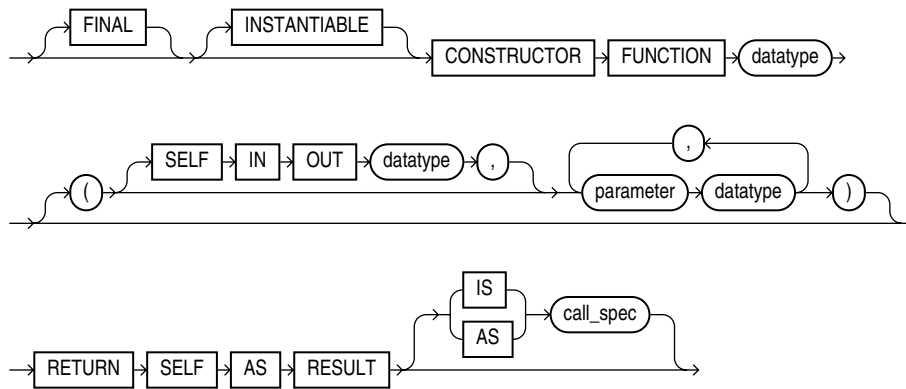 FINAL INSTANTIABLE
CONSTRUCTOR FUNCTION datatype
SELF IN OUT datatype , ,
( parameter datatype )
IS
RETURN SELF AS RESULT AS call_spec